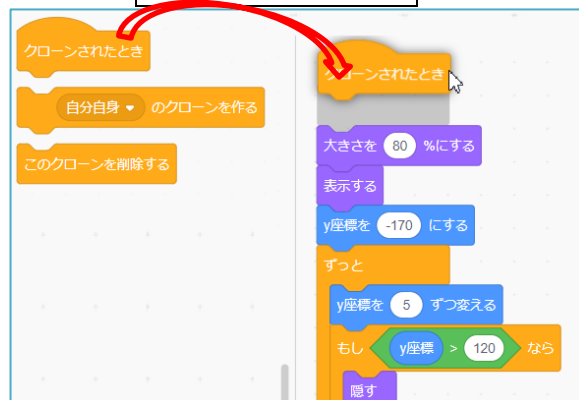 クローンされたとき
自分自身 のクローンを作る
このクローンを削除する
クローンされたとき
大きさを 80 %にする
表示する
y座標を -170 にする
ずっと
y座標を 5 ずつ変える
もし y座標 > 120 なら
隠す